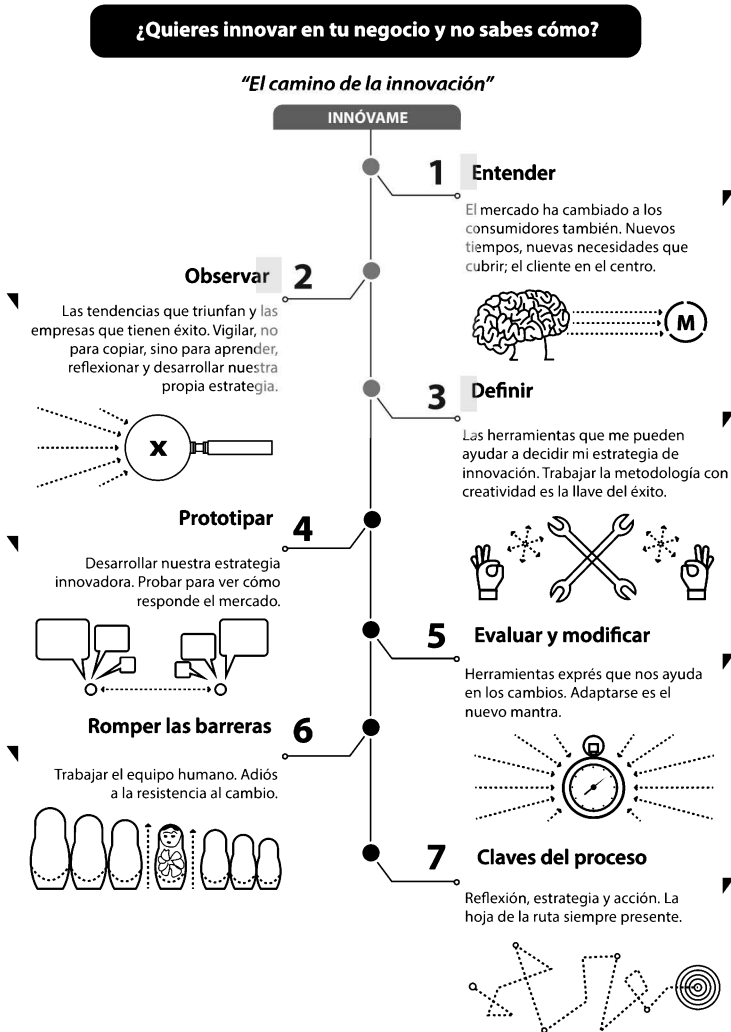 ¿Quieres innovar en tu negocio y no sabes cómo?
“El camino de la innovación”
INNÓVAME
1 Entender
El mercado ha cambiado a los
consumidores también. Nuevos
tiempos, nuevas necesidades que
cubrir; el cliente en el centro.
M
Observar 2
Las tendencias que triunfan y las
empresas que tienen éxito. Vigilar, no
para copiar, sino para aprender,
reflexionar y desarrollar nuestra
propia estrategia.
x
3 Definir
Las herramientas que me pueden
ayudar a decidir mi estrategia de
innovación. Trabajar la metodología con
creatividad es la llave del éxito.
Prototipar 4
Desarrollar nuestra estrategia
innovadora. Probar para ver cómo
responde el mercado.
5 Evaluar y modificar
Herramientas exprés que nos ayuda
en los cambios. Adaptarse es el
nuevo mantra.
Romper las barreras 6
Trabajar el equipo humano. Adiós
a la resistencia al cambio.
7 Claves del proceso
Reflexión, estrategia y acción. La
hoja de la ruta siempre presente.